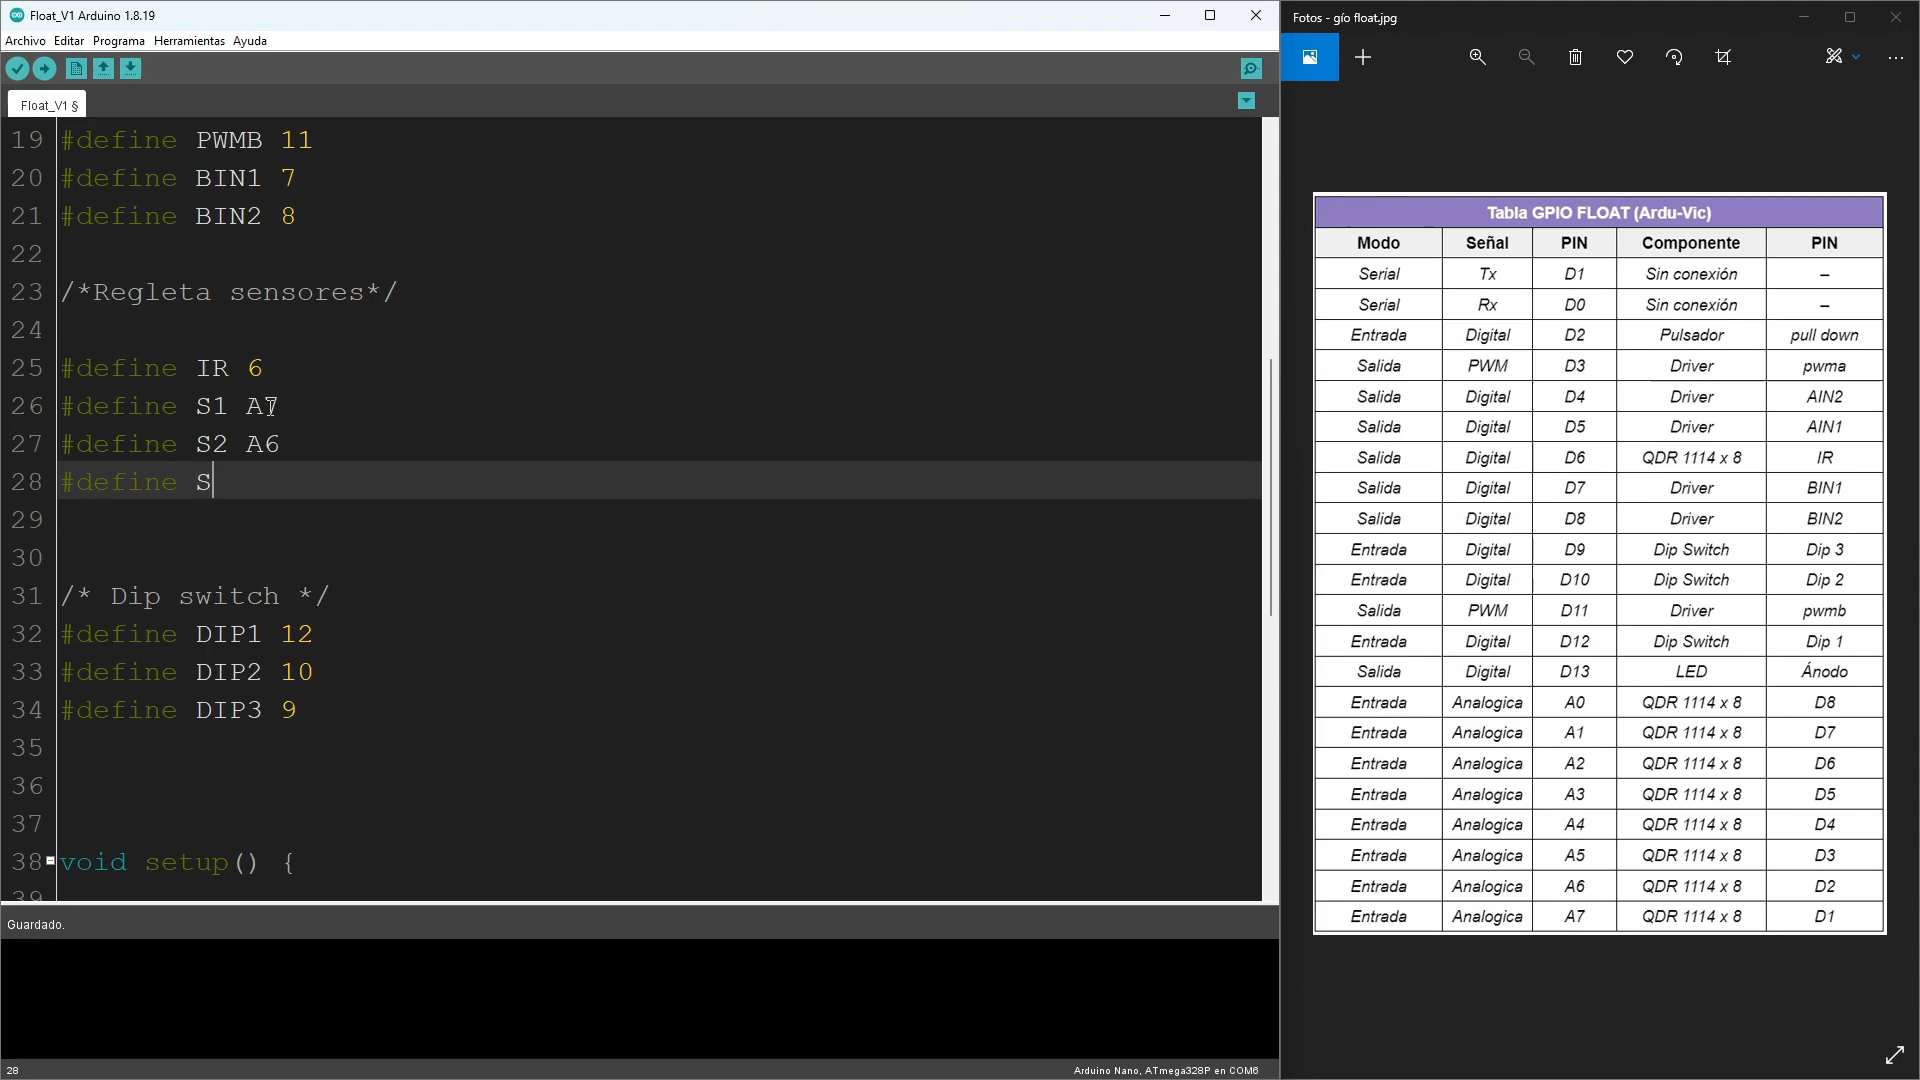 Float_V1 Arduino 1.8.19
Archivo Editar Programa Herramientas Ayuda
Float_V1 §
19 #define PWMB 11
20 #define BIN1 7
21 #define BIN2 8
22
23 /*Regleta sensores*/
24
25 #define IR 6
26 #define S1 A7
27 #define S2 A6
28 #define S
29
30
31 /* Dip switch */
32 #define DIP1 12
33 #define DIP2 10
34 #define DIP3 9
35
36
37
38 void setup() {
39
Guardado.
28
Arduino Nano, ATmega328P en COM6
Fotos - gío float.jpg
Tabla GPIO FLOAT (Ardu-Vic)
Modo Señal PIN Componente PIN
Serial Tx D1 Sin conexión –
Serial Rx D0 Sin conexión –
Entrada Digital D2 Pulsador pull down
Salida PWM D3 Driver pwma
Salida Digital D4 Driver AIN2
Salida Digital D5 Driver AIN1
Salida Digital D6 QDR 1114 x 8 IR
Salida Digital D7 Driver BIN1
Salida Digital D8 Driver BIN2
Entrada Digital D9 Dip Switch Dip 3
Entrada Digital D10 Dip Switch Dip 2
Salida PWM D11 Driver pwmb
Entrada Digital D12 Dip Switch Dip 1
Salida Digital D13 LED Ánodo
Entrada Analogica A0 QDR 1114 x 8 D8
Entrada Analogica A1 QDR 1114 x 8 D7
Entrada Analogica A2 QDR 1114 x 8 D6
Entrada Analogica A3 QDR 1114 x 8 D5
Entrada Analogica A4 QDR 1114 x 8 D4
Entrada Analogica A5 QDR 1114 x 8 D3
Entrada Analogica A6 QDR 1114 x 8 D2
Entrada Analogica A7 QDR 1114 x 8 D1